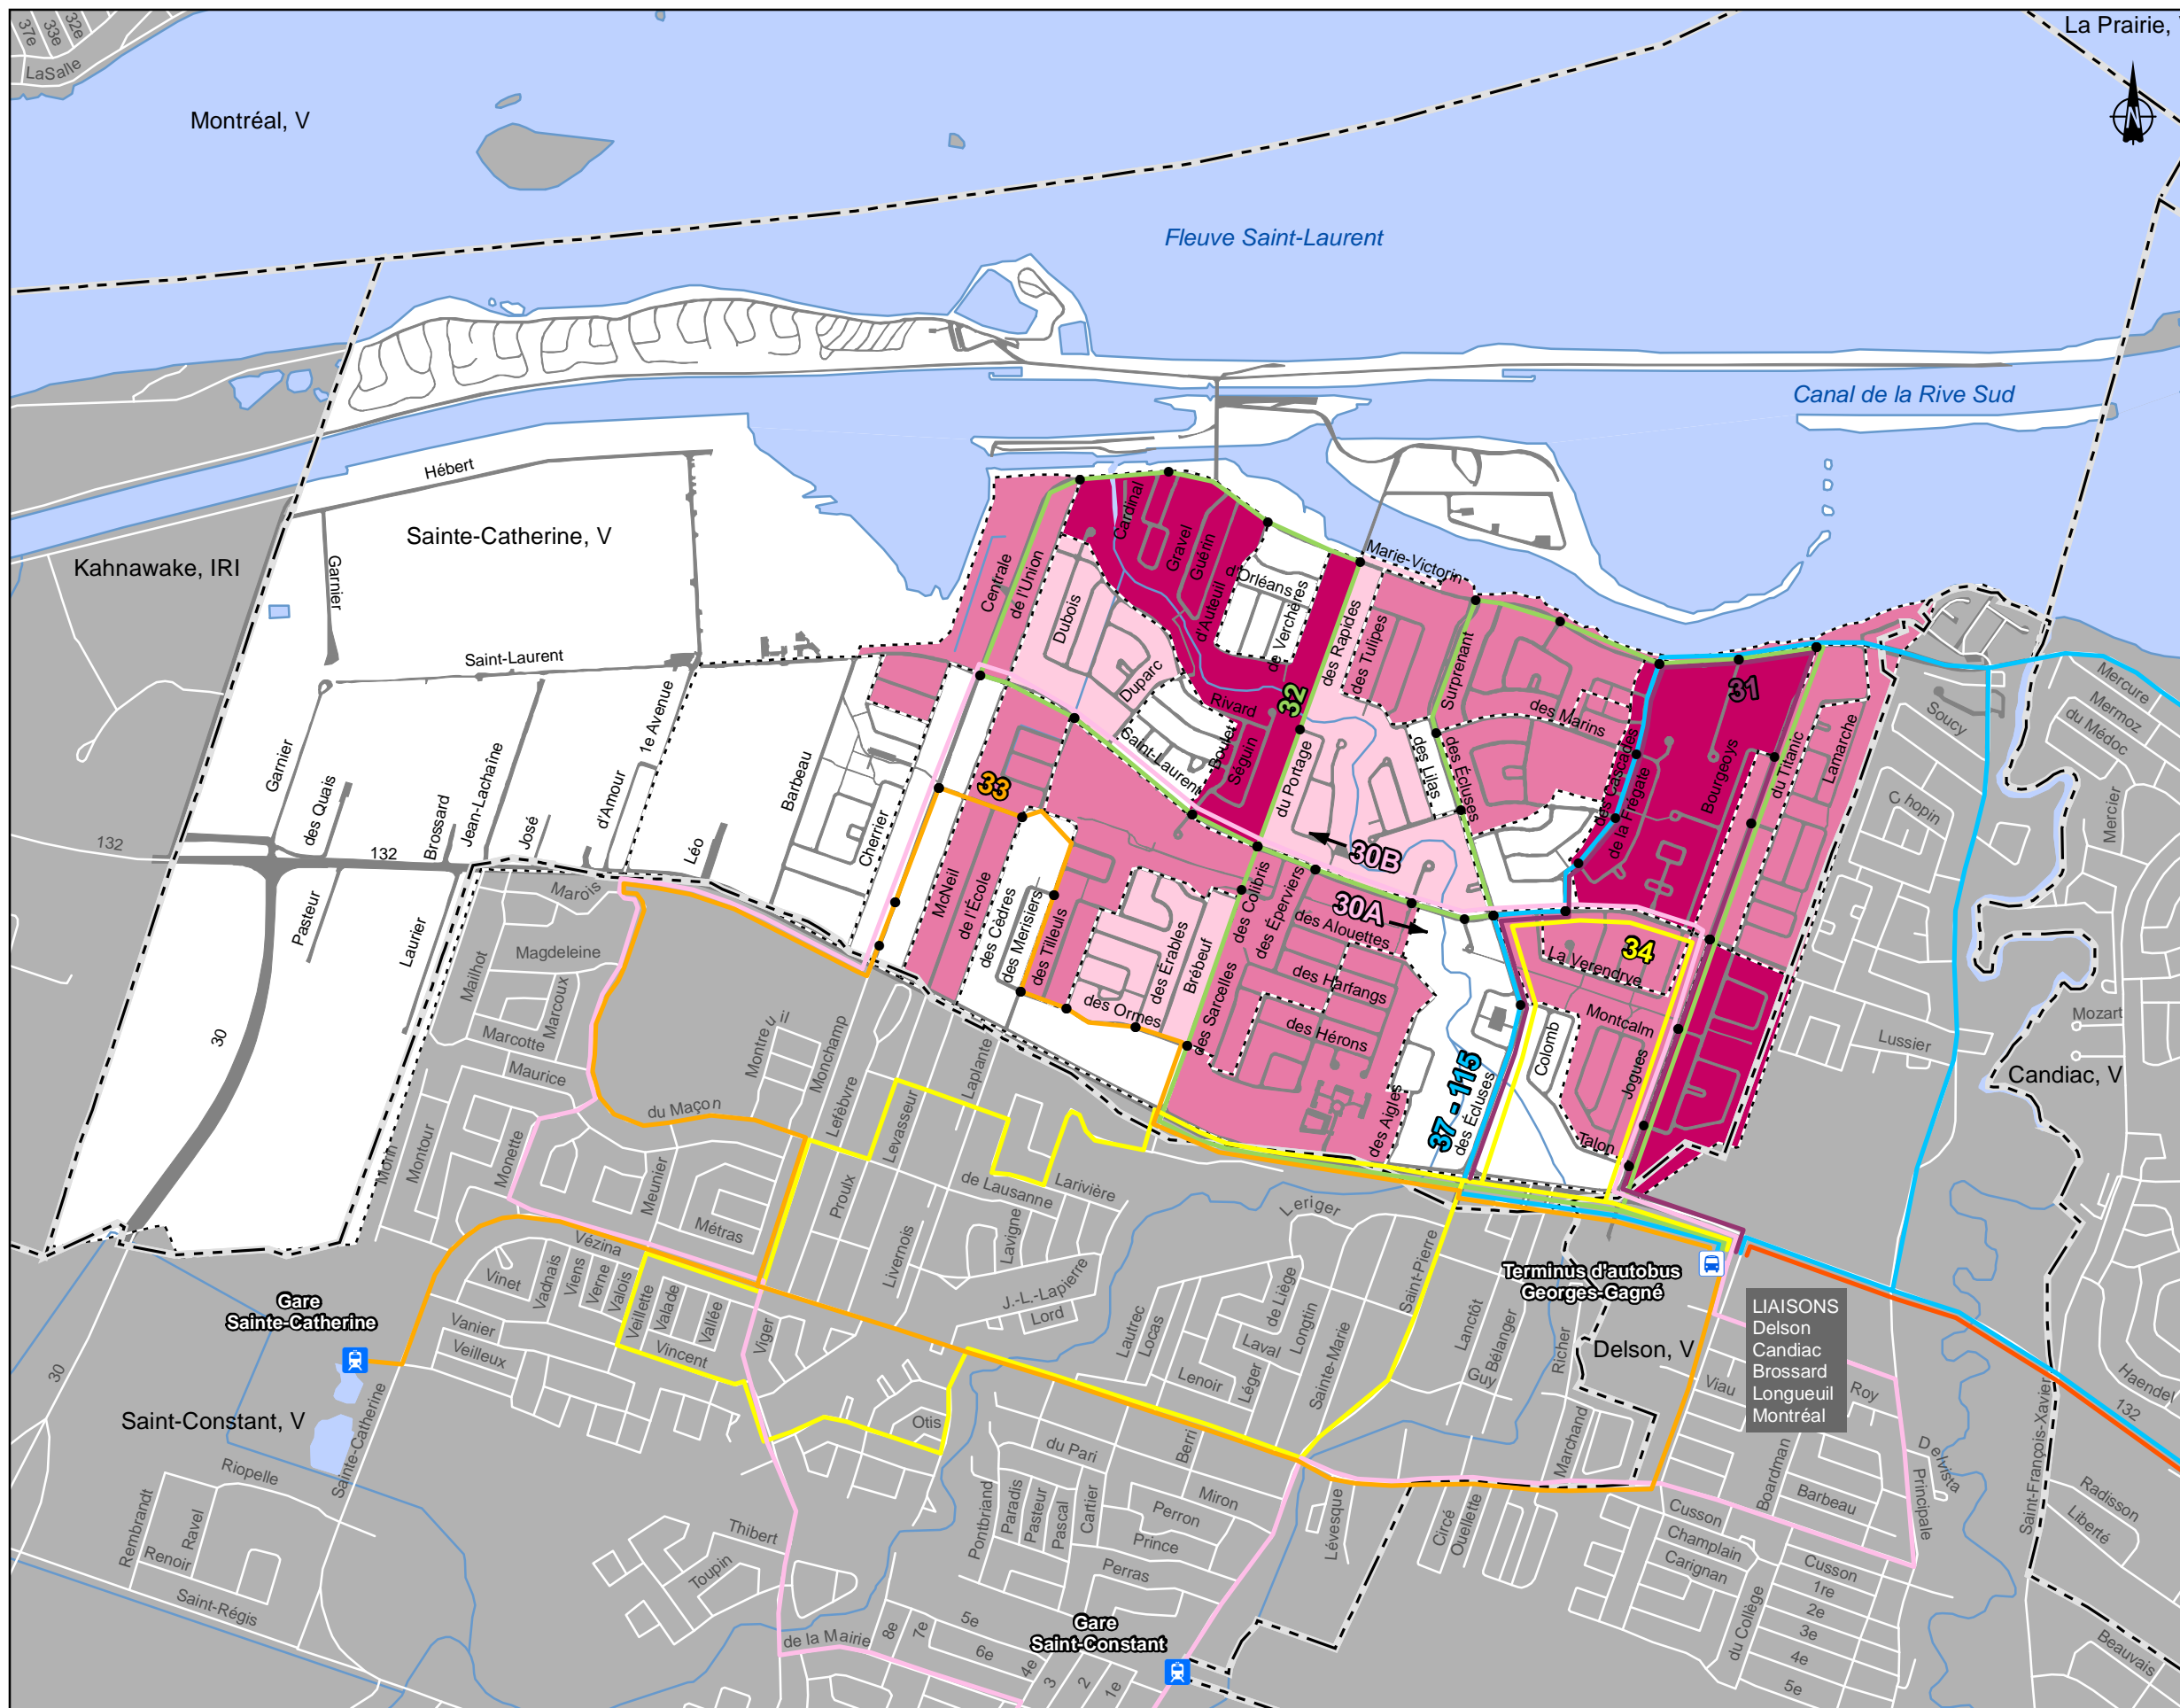 37e
33e
32e
LaSalle
La Prairie,
Montréal, V
N
Fleuve Saint-Laurent
Canal de la Rive Sud
Hébert
Sainte-Catherine, V
Kahnawake, IRI
Garnier
Saint-Laurent
Garnier
des Quais
Brossard
Jean-Lachaîne
José
d'Amour
1e Avenue
Léo
Barbeau
Cherrier
132
132
Pasteur
Laurier
30
Centrale
de l'Union
Dubois
Duparc
Cardinal
Gravel
Guérin
d'Auteuil
d'Orléans
de Verchères
Rivard
Boulet
Séguin
Saint-Laurent
Marie-Victorin
des Rapides
des Tulipes
32
du Portage
Surprenant
des Écluses
des Lilas
des Marins
des Cascades
de la Frégate
31
Bourgeoys
du Titanic
Lamarche
33
McNeil
de l'École
des Cèdres
des Merisiers
des Tilleuls
des Ormes
des Érables
Brébeuf
des Colibris
des Sarcelles
des Éperviers
30B
30A
des Alouettes
des Harfangs
des Hérons
des Aigles
37 - 115
des Écluses
Colomb
34
La Verendrye
Montcalm
Jogues
Talon
Mercure
Mermoz
du Médoc
Soucy
Chopin
Mercier
Mozart
Lussier
Candiac, V
Marois
Magdeleine
Mailhot
Marcoux
Marcotte
Maurice
Morin
Montour
Monette
du Maçon
Montreuil
Monchamp
Lefebvre
Levasseur
Laplante
Meunier
Métras
Proulx
Livernois
de Lausanne
Larivière
Lavigne
J.-L.-Lapierre
Lord
Leriger
Saint-Pierre
Vézina
Vinet
Vadnais
Viens
Verne
Valois
Veillette
Valade
Vallée
Vanier
Veilleux
Vincent
Viger
Otis
Gare
Sainte-Catherine
Saint-Constant, V
30
Sainte-Catherine
Riopelle
Rembrandt
Ravel
Renoir
Saint-Régis
Thibert
Toupin
de la Mairie
8e
7e
5e
6e
4e
3
2
1e
Lautrec
Locas
Lenoir
Léger
Laval
de Liège
Longtin
Sainte-Marie
Lanctôt
Guy
Bélanger
Richer
Terminus d'autobus
Georges-Gagné
Delson, V
LIAISONS
Delson
Candiac
Brossard
Longueuil
Montréal
Viau
Roy
Boardman
Barbeau
Delvista
Principale
Saint-François-Xavier
132
Haendel
Radisson
Liberté
Beauvais
du Pari
Berri
Miron
Pontbriand
Paradis
Pasteur
Pascal
Cartier
Perron
Prince
Perras
Lévesque
Circé
Ouellette
Marchand
Cusson
Champlain
Carignan
du Collège
Cusson
1re
2e
3e
4e
5e
Gare
Saint-Constant